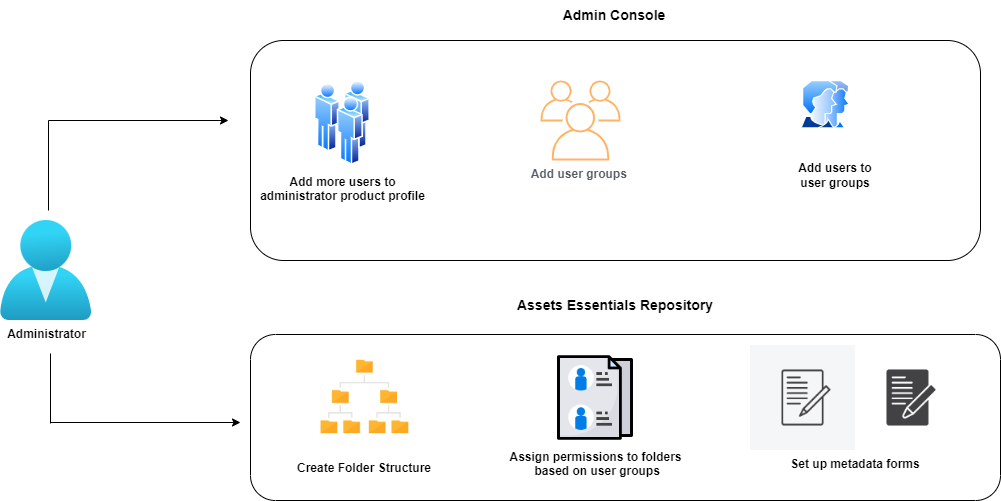 Admin Console
Add more users to
administrator product profile
Add user groups
Add users to
user groups
Administrator
Assets Essentials Repository
Create Folder Structure
Assign permissions to folders
based on user groups
Set up metadata forms